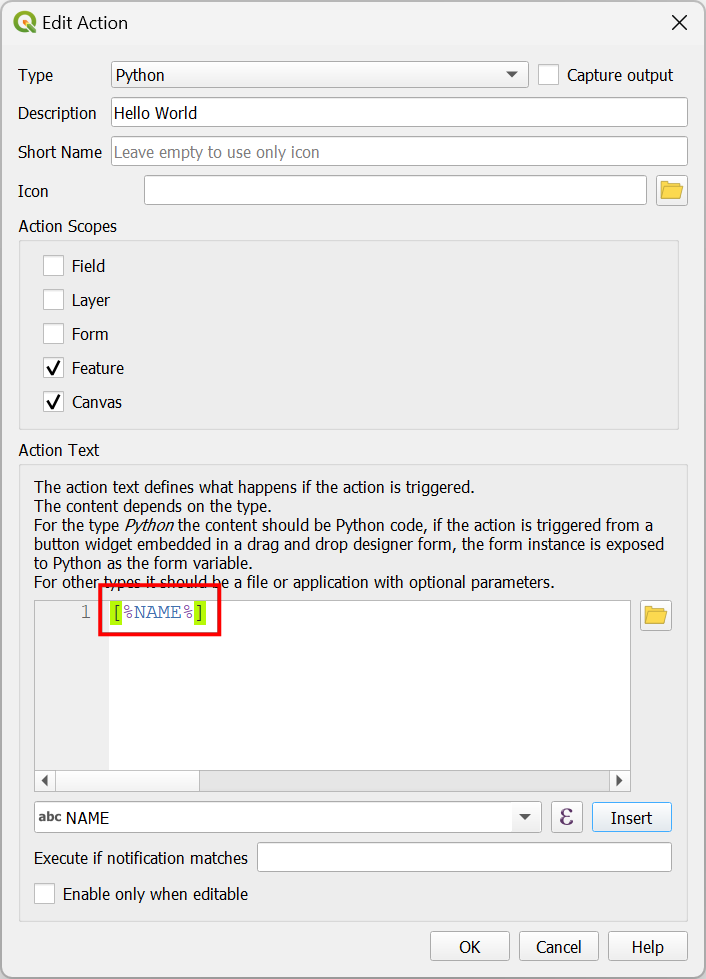 Edit Action
Type Python Capture output
Description Hello World
Short Name Leave empty to use only icon
Icon
Action Scopes
Field
Layer
Form
Feature
Canvas
Action Text
The action text defines what happens if the action is triggered.
The content depends on the type.
For the type Python the content should be Python code, if the action is triggered from a
button widget embedded in a drag and drop designer form, the form instance is exposed
to Python as the form variable.
For other types it should be a file or application with optional parameters.
1 [%NAME%]
abc NAME ε Insert
Execute if notification matches
Enable only when editable
OK Cancel Help